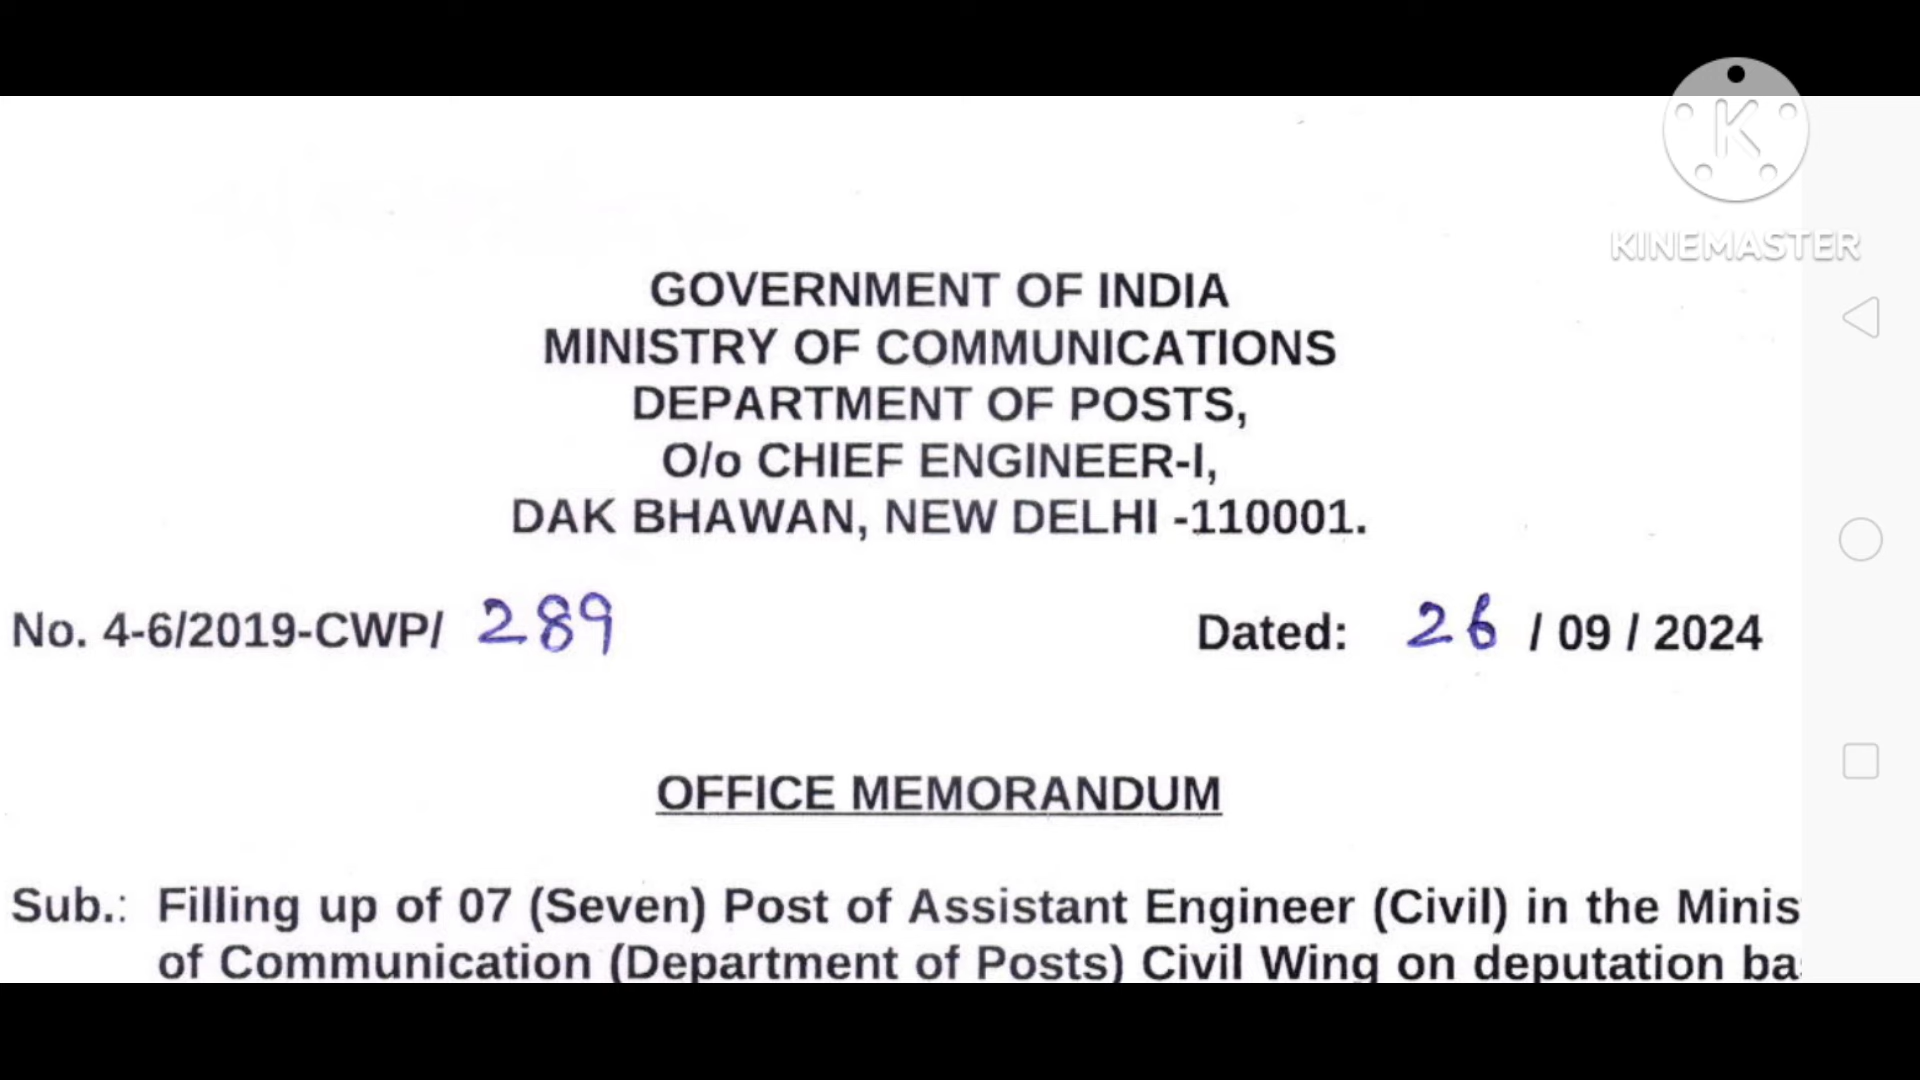 K
KINEMASTER
GOVERNMENT OF INDIA
MINISTRY OF COMMUNICATIONS
DEPARTMENT OF POSTS,
O/o CHIEF ENGINEER-I,
DAK BHAWAN, NEW DELHI -110001.
No. 4-6/2019-CWP/ 289 Dated: 26 / 09 / 2024
OFFICE MEMORANDUM
Sub.: Filling up of 07 (Seven) Post of Assistant Engineer (Civil) in the Minis
of Communication (Department of Posts) Civil Wing on deputation ba